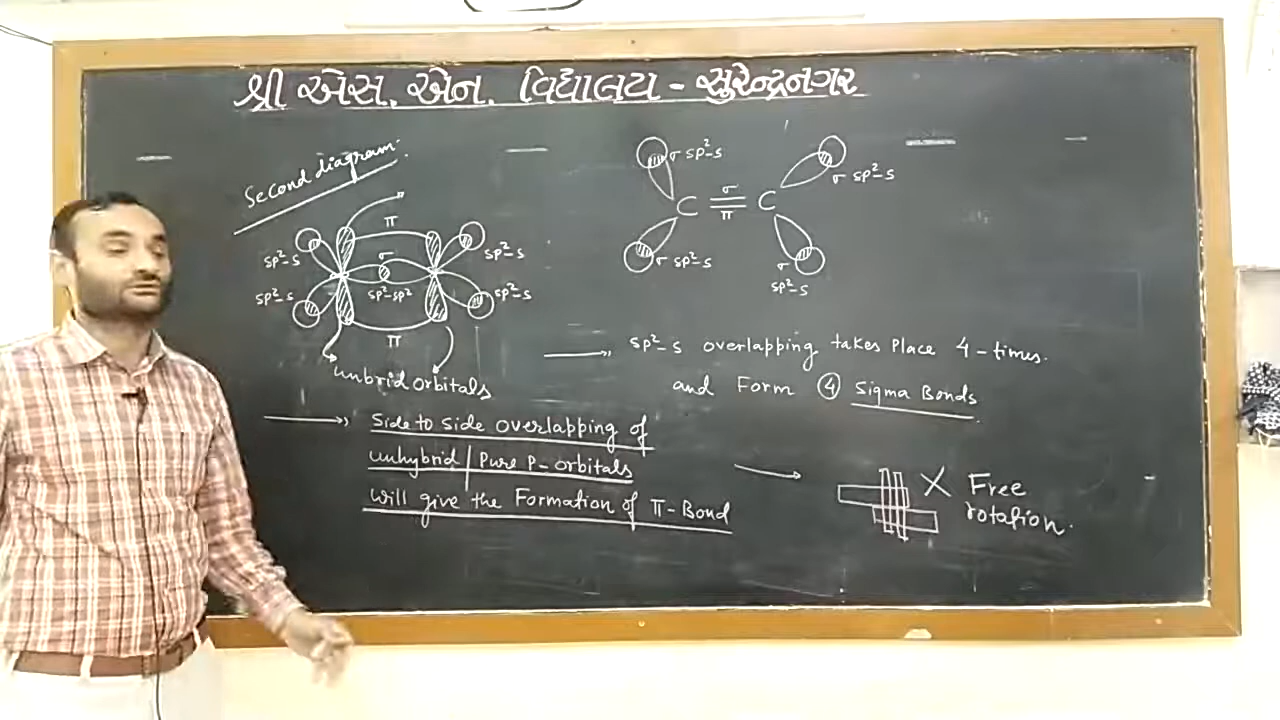 શ્રી એસ. એન. વિદ્યાલય - સુરેન્દ્રનગર
Second diagram.
π
sp²-s
σ
sp²-s
sp²-s
sp²-sp²
sp²-s
π
unbrid orbitals
σ sp²-s
σ sp²-s
C σ π C
σ sp²-s
σ
sp²-s
sp²-s overlapping takes Place 4-times.
and Form ④ Sigma Bonds
Side to side overlapping of
unhybrid | Pure P-orbitals
will give the Formation of π-Bond
X Free
rotation.